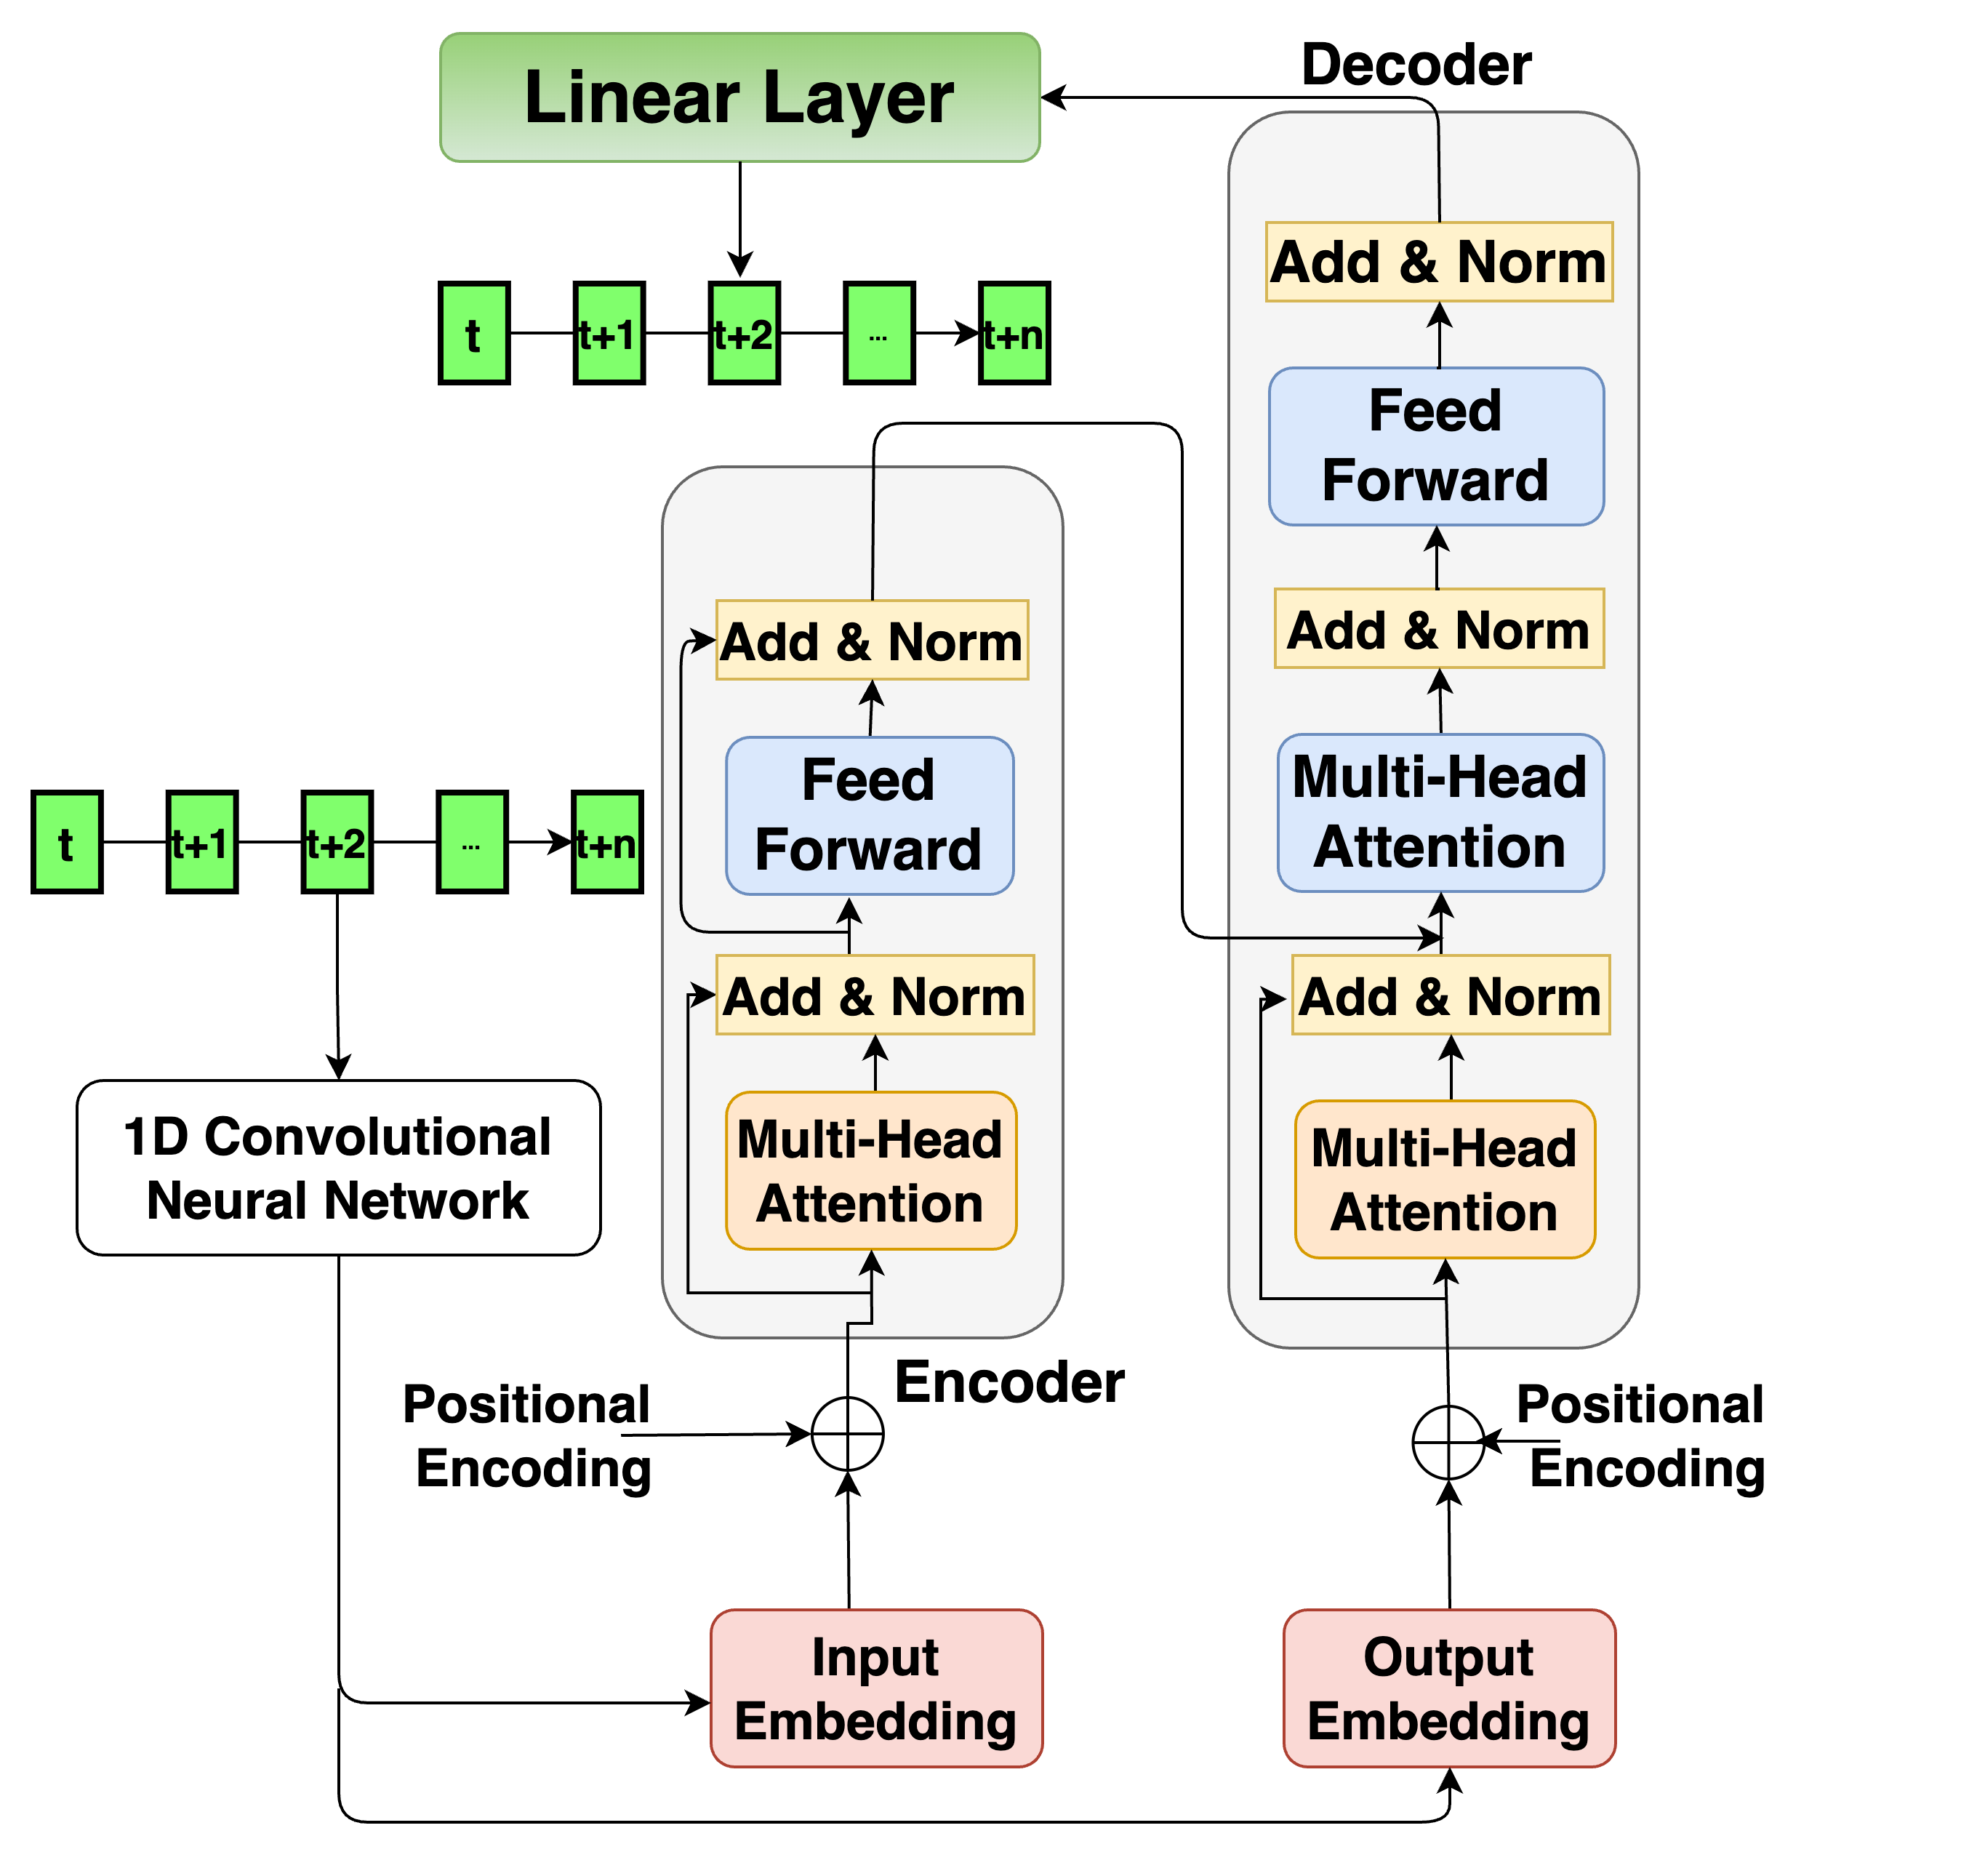 Decoder
Linear Layer
Add & Norm
t
t+1
t+2
...
t+n
Feed
Forward
Add & Norm
Add & Norm
Feed
Forward
Multi-Head
Attention
t
t+1
t+2
...
t+n
Add & Norm
Add & Norm
1D Convolutional
Neural Network
Multi-Head
Attention
Multi-Head
Attention
Encoder
Positional
Encoding
Positional
Encoding
Input
Embedding
Output
Embedding